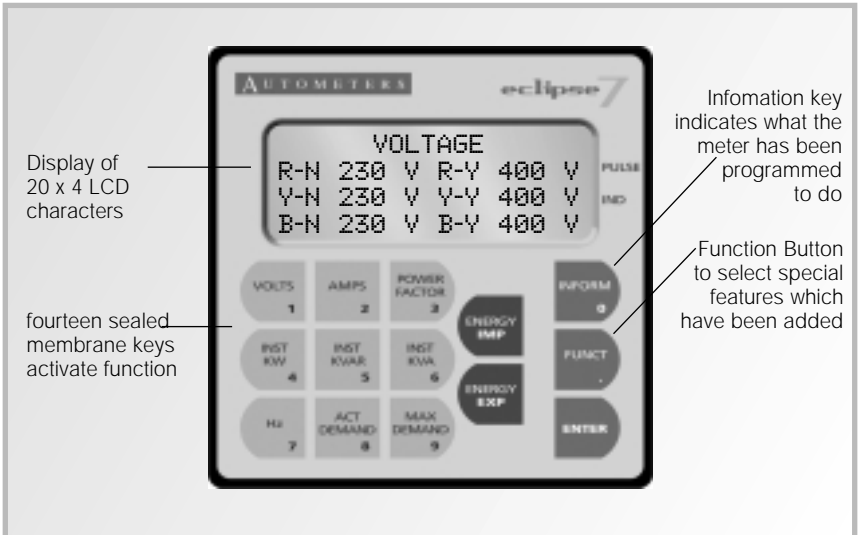 AUTOMETERS
eclipse 7
VOLTAGE
R-N 230 V R-Y 400 V
Y-N 230 V Y-Y 400 V
B-N 230 V B-Y 400 V
PULSE
IND
Display of
20 x 4 LCD
characters
Infomation key
indicates what the
meter has been
programmed
to do
Function Button
to select special
features which
have been added
fourteen sealed
membrane keys
activate function
VOLTS
1
AMPS
2
POWER
FACTOR
3
INST
KW
4
INST
KVAR
5
INST
KVA
6
Hz
7
ACT
DEMAND
8
MAX
DEMAND
9
ENERGY
IMP
ENERGY
EXP
INFORM
0
FUNCT
.
ENTER